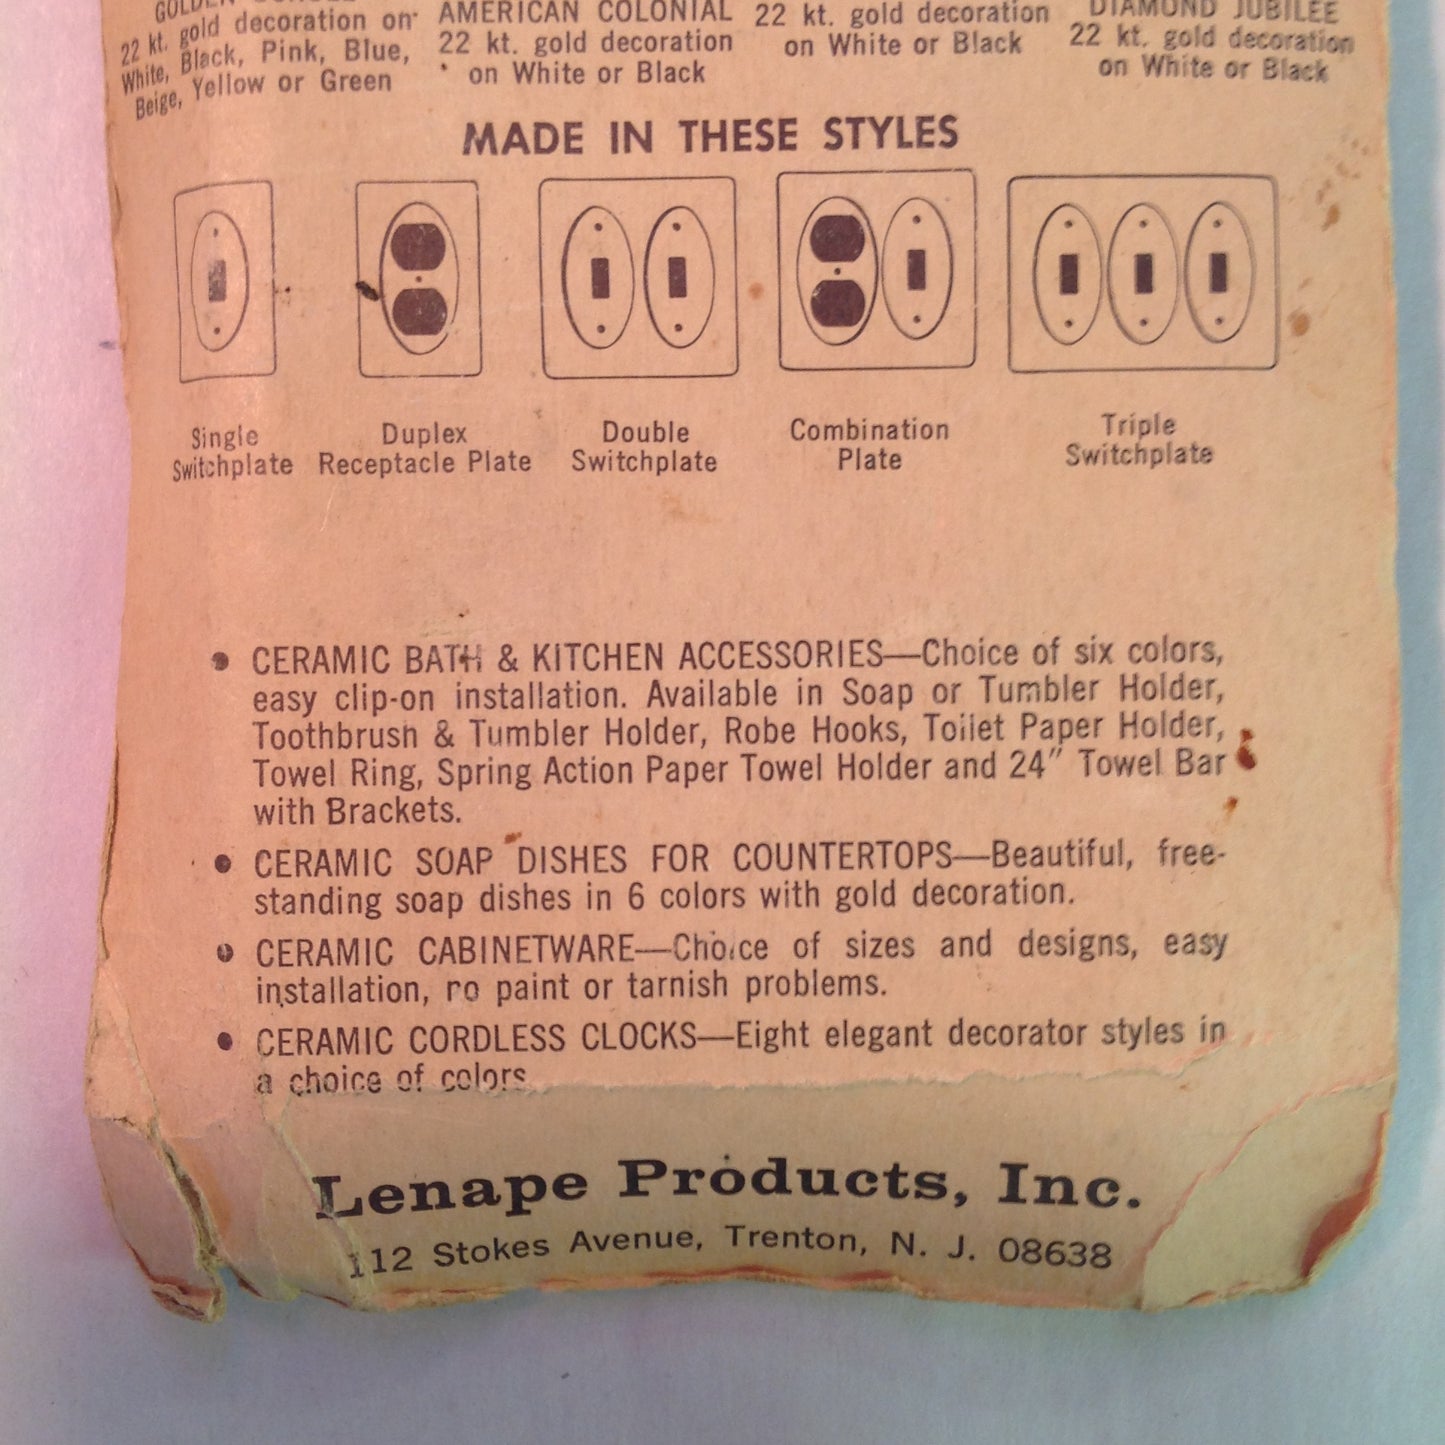 GOLDEN
22 kt. gold decoration on
White, Black, Pink, Blue,
Beige, Yellow or Green
AMERICAN COLONIAL
22 kt. gold decoration
on White or Black
22 kt. gold decoration
on White or Black
DIAMOND JUBILEE
22 kt. gold decoration
on White or Black
MADE IN THESE STYLES
Single
Switchplate
Duplex
Receptacle Plate
Double
Switchplate
Combination
Plate
Triple
Switchplate
• CERAMIC BATH & KITCHEN ACCESSORIES—Choice of six colors,
easy clip-on installation. Available in Soap or Tumbler Holder,
Toothbrush & Tumbler Holder, Robe Hooks, Toilet Paper Holder,
Towel Ring, Spring Action Paper Towel Holder and 24″ Towel Bar
with Brackets.
• CERAMIC SOAP DISHES FOR COUNTERTOPS—Beautiful, free-
standing soap dishes in 6 colors with gold decoration.
• CERAMIC CABINETWARE—Choice of sizes and designs, easy
installation, no paint or tarnish problems.
• CERAMIC CORDLESS CLOCKS—Eight elegant decorator styles in
a choice of colors
Lenape Products, Inc.
112 Stokes Avenue, Trenton, N. J. 08638